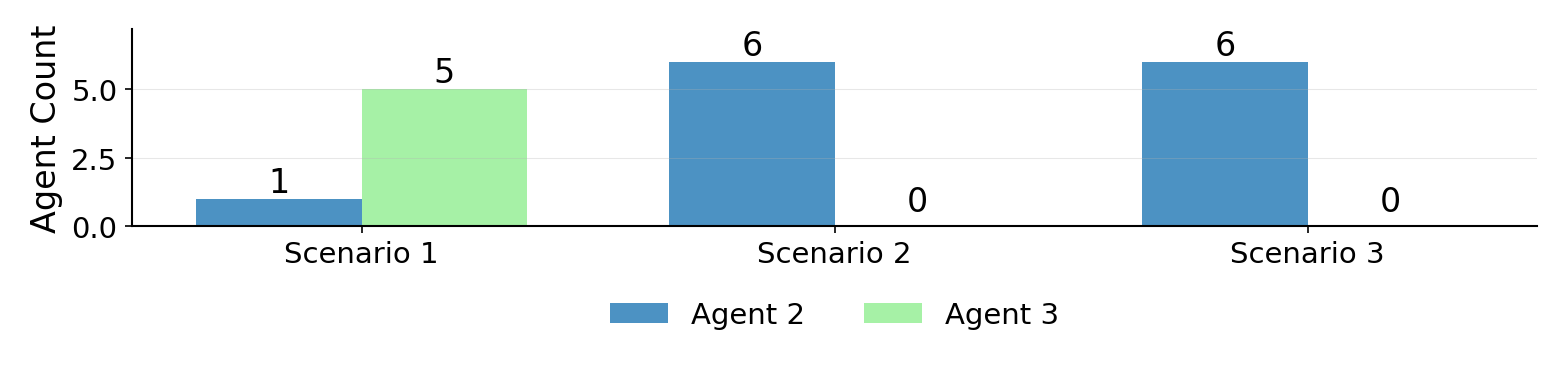 Agent Count
5.0
2.5
0.0
1
5
6
0
6
0
Scenario 1
Scenario 2
Scenario 3
Agent 2
Agent 3